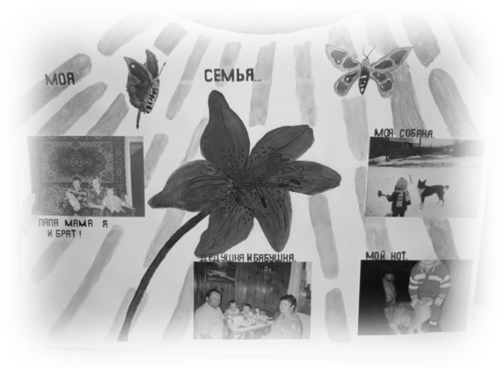 МОЯ
СЕМЬЯ...
МОЯ СОБАКА.
ПАПА МАМА Я
И БРАТ!
ДЕДУШКА И БАБУШКА.
МОЙ КОТ.